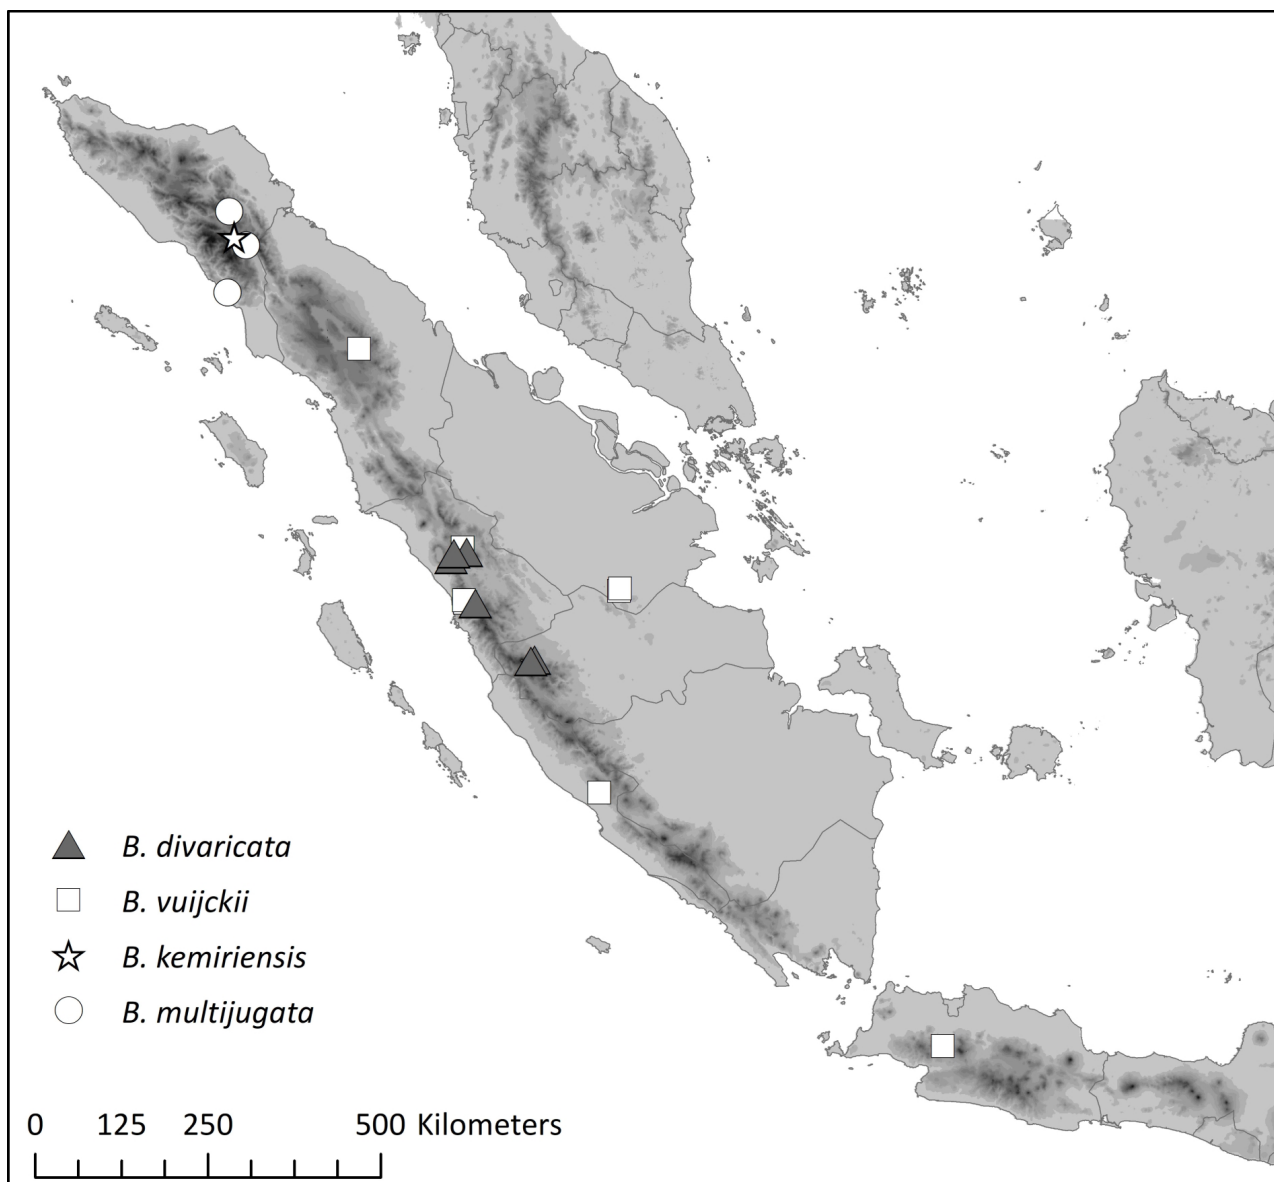 B. divaricata
B. vuijckii
B. kemiriensis
B. multijugata
0 125 250 500 Kilometers